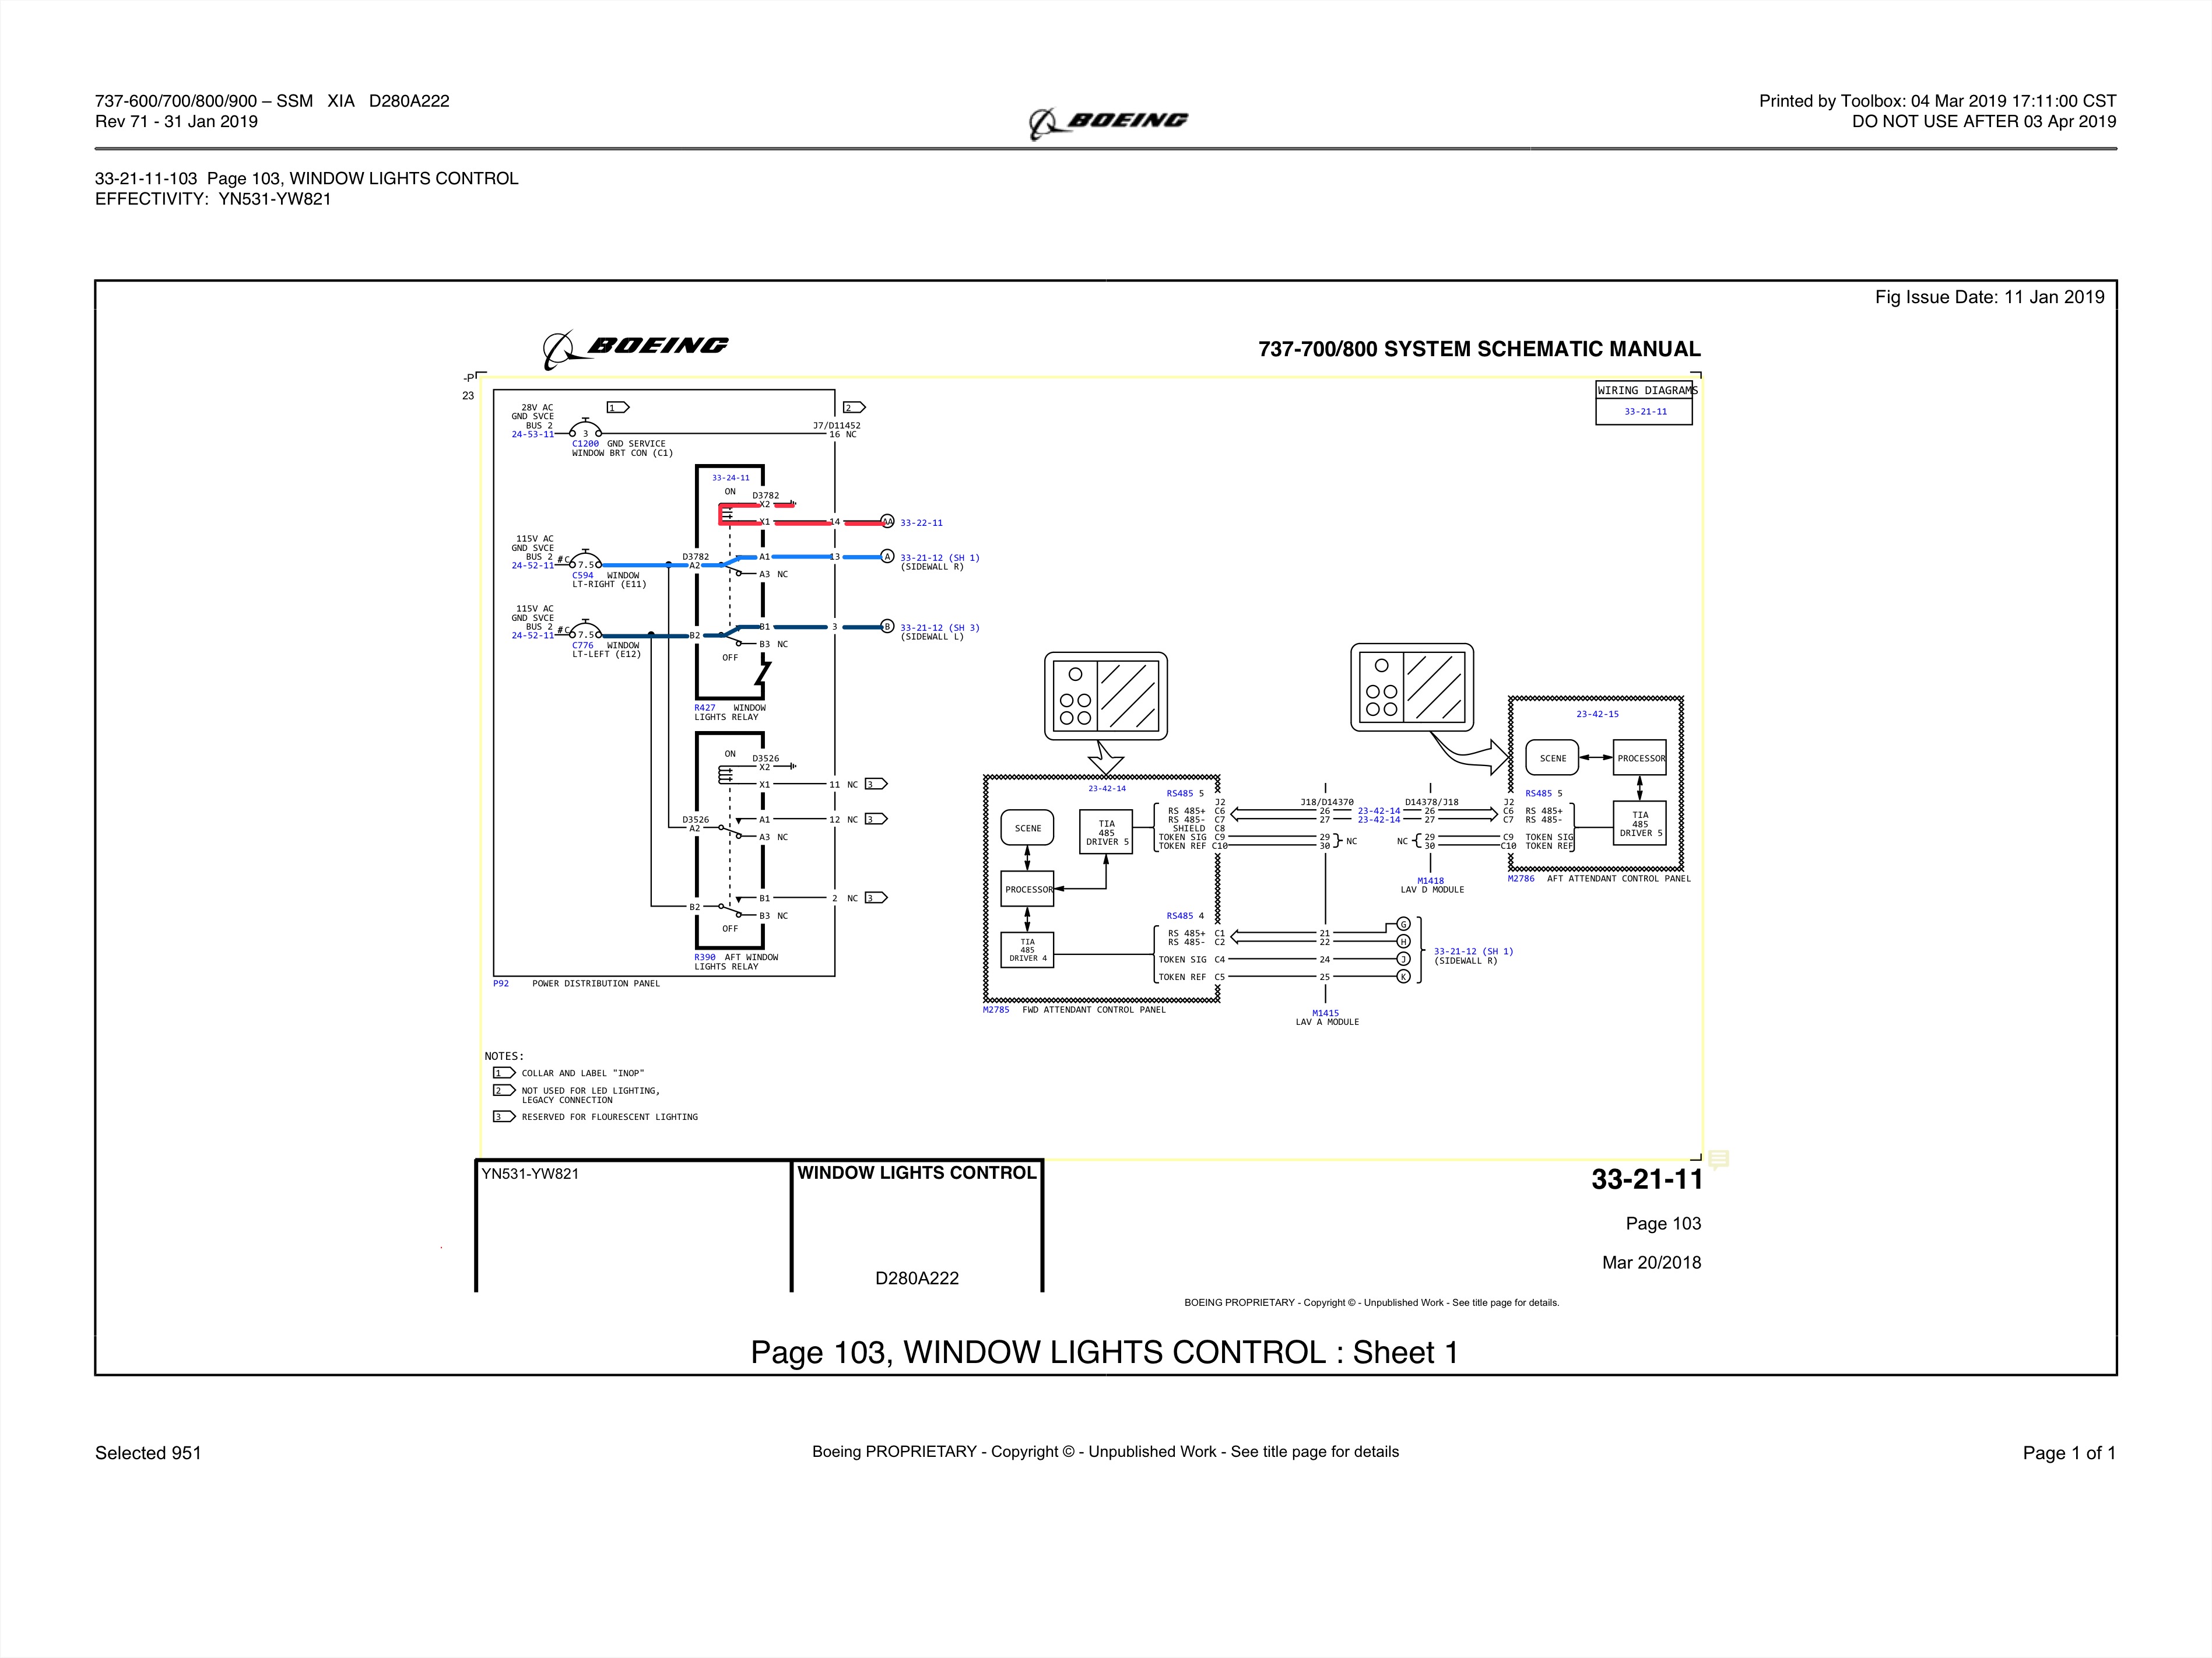 737-600/700/800/900 – SSM XIA D280A222
Rev 71 - 31 Jan 2019
BOEING
Printed by Toolbox: 04 Mar 2019 17:11:00 CST
DO NOT USE AFTER 03 Apr 2019
33-21-11-103 Page 103, WINDOW LIGHTS CONTROL
EFFECTIVITY: YN531-YW821
Fig Issue Date: 11 Jan 2019
BOEING
737-700/800 SYSTEM SCHEMATIC MANUAL
-P
23
WIRING DIAGRAMS
33-21-11
28V AC
GND SVCE
BUS 2
24-53-11
3
C1200 GND SERVICE
WINDOW BRT CON (C1)
1
2
J7/D11452
16 NC
33-24-11
ON
D3782
X2
X1
14
AA
33-22-11
115V AC
GND SVCE
BUS 2
24-52-11
#C
7.5
C594 WINDOW
LT-RIGHT (E11)
D3782
A2
A1
13
A
33-21-12 (SH 1)
(SIDEWALL R)
A3 NC
115V AC
GND SVCE
BUS 2
24-52-11
#C
7.5
C776 WINDOW
LT-LEFT (E12)
B2
B1
3
B
33-21-12 (SH 3)
(SIDEWALL L)
B3 NC
OFF
R427 WINDOW
LIGHTS RELAY
ON
D3526
X2
X1
11 NC 3
D3526
A2
A1
12 NC 3
A3 NC
B2
B1
2 NC 3
B3 NC
OFF
R390 AFT WINDOW
LIGHTS RELAY
P92 POWER DISTRIBUTION PANEL
23-42-14
SCENE
TIA
485
DRIVER 5
PROCESSOR
TIA
485
DRIVER 4
RS485 5
J2
RS 485+ C6
RS 485- C7
SHIELD C8
TOKEN SIG C9
TOKEN REF C10
RS485 4
RS 485+ C1
RS 485- C2
TOKEN SIG C4
TOKEN REF C5
M2785 FWD ATTENDANT CONTROL PANEL
J18/D14370
26
27
29
30
NC
21
22
24
25
M1415
LAV A MODULE
23-42-14
23-42-14
D14378/J18
26
27
NC
29
30
M1418
LAV D MODULE
G
H
J
K
33-21-12 (SH 1)
(SIDEWALL R)
23-42-15
SCENE
PROCESSOR
RS485 5
J2
C6 RS 485+
C7 RS 485-
C9 TOKEN SIG
C10 TOKEN REF
TIA
485
DRIVER 5
M2786 AFT ATTENDANT CONTROL PANEL
NOTES:
1 COLLAR AND LABEL "INOP"
2 NOT USED FOR LED LIGHTING,
LEGACY CONNECTION
3 RESERVED FOR FLOURESCENT LIGHTING
YN531-YW821
WINDOW LIGHTS CONTROL
D280A222
33-21-11
Page 103
Mar 20/2018
BOEING PROPRIETARY - Copyright © - Unpublished Work - See title page for details.
Page 103, WINDOW LIGHTS CONTROL : Sheet 1
Selected 951
Boeing PROPRIETARY - Copyright © - Unpublished Work - See title page for details
Page 1 of 1